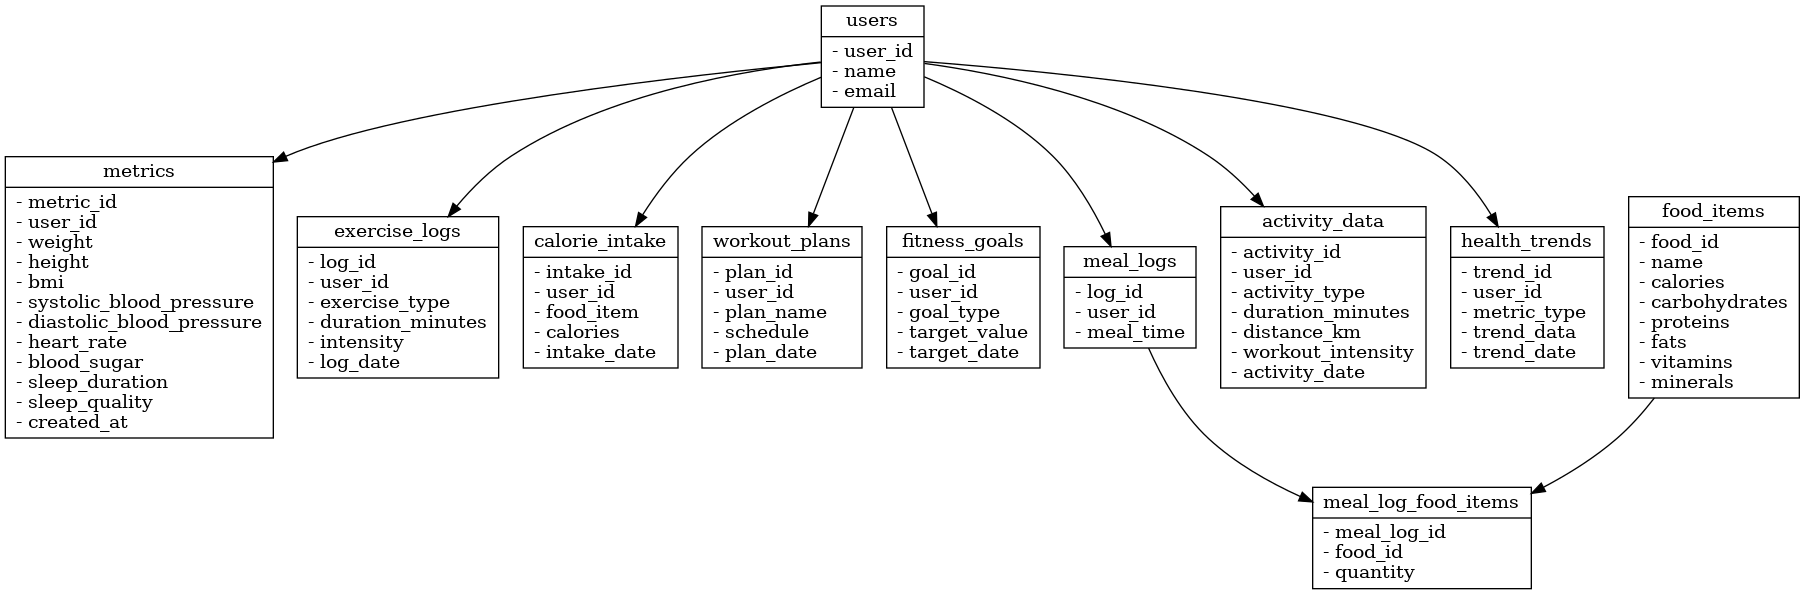 users
- user_id
- name
- email
metrics
- metric_id
- user_id
- weight
- height
- bmi
- systolic_blood_pressure
- diastolic_blood_pressure
- heart_rate
- blood_sugar
- sleep_duration
- sleep_quality
- created_at
exercise_logs
- log_id
- user_id
- exercise_type
- duration_minutes
- intensity
- log_date
calorie_intake
- intake_id
- user_id
- food_item
- calories
- intake_date
workout_plans
- plan_id
- user_id
- plan_name
- schedule
- plan_date
fitness_goals
- goal_id
- user_id
- goal_type
- target_value
- target_date
meal_logs
- log_id
- user_id
- meal_time
activity_data
- activity_id
- user_id
- activity_type
- duration_minutes
- distance_km
- workout_intensity
- activity_date
health_trends
- trend_id
- user_id
- metric_type
- trend_data
- trend_date
food_items
- food_id
- name
- calories
- carbohydrates
- proteins
- fats
- vitamins
- minerals
meal_log_food_items
- meal_log_id
- food_id
- quantity